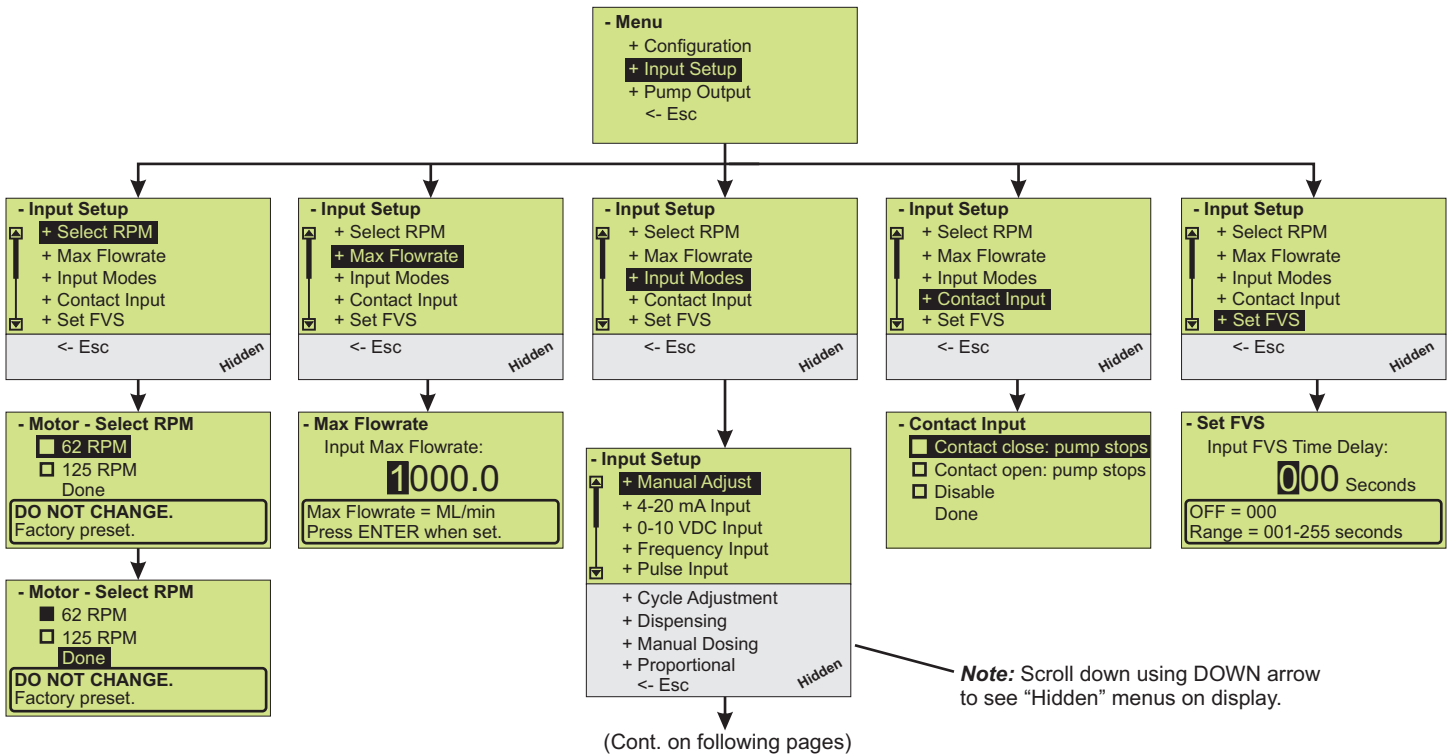 - Menu
+ Configuration
+ Input Setup
+ Pump Output
<- Esc
- Input Setup
+ Select RPM
+ Max Flowrate
+ Input Modes
+ Contact Input
+ Set FVS
<- Esc
Hidden
- Input Setup
+ Select RPM
+ Max Flowrate
+ Input Modes
+ Contact Input
+ Set FVS
<- Esc
Hidden
- Input Setup
+ Select RPM
+ Max Flowrate
+ Input Modes
+ Contact Input
+ Set FVS
<- Esc
Hidden
- Input Setup
+ Select RPM
+ Max Flowrate
+ Input Modes
+ Contact Input
+ Set FVS
<- Esc
Hidden
- Input Setup
+ Select RPM
+ Max Flowrate
+ Input Modes
+ Contact Input
+ Set FVS
<- Esc
Hidden
- Motor - Select RPM
62 RPM
125 RPM
Done
DO NOT CHANGE.
Factory preset.
- Motor - Select RPM
62 RPM
125 RPM
Done
DO NOT CHANGE.
Factory preset.
- Max Flowrate
Input Max Flowrate:
1000.0
Max Flowrate = ML/min
Press ENTER when set.
- Input Setup
+ Manual Adjust
+ 4-20 mA Input
+ 0-10 VDC Input
+ Frequency Input
+ Pulse Input
+ Cycle Adjustment
+ Dispensing
+ Manual Dosing
+ Proportional
<- Esc
Hidden
(Cont. on following pages)
- Contact Input
Contact close: pump stops
Contact open: pump stops
Disable
Done
- Set FVS
Input FVS Time Delay:
000 Seconds
OFF = 000
Range = 001-255 seconds
Note: Scroll down using DOWN arrow
to see “Hidden” menus on display.